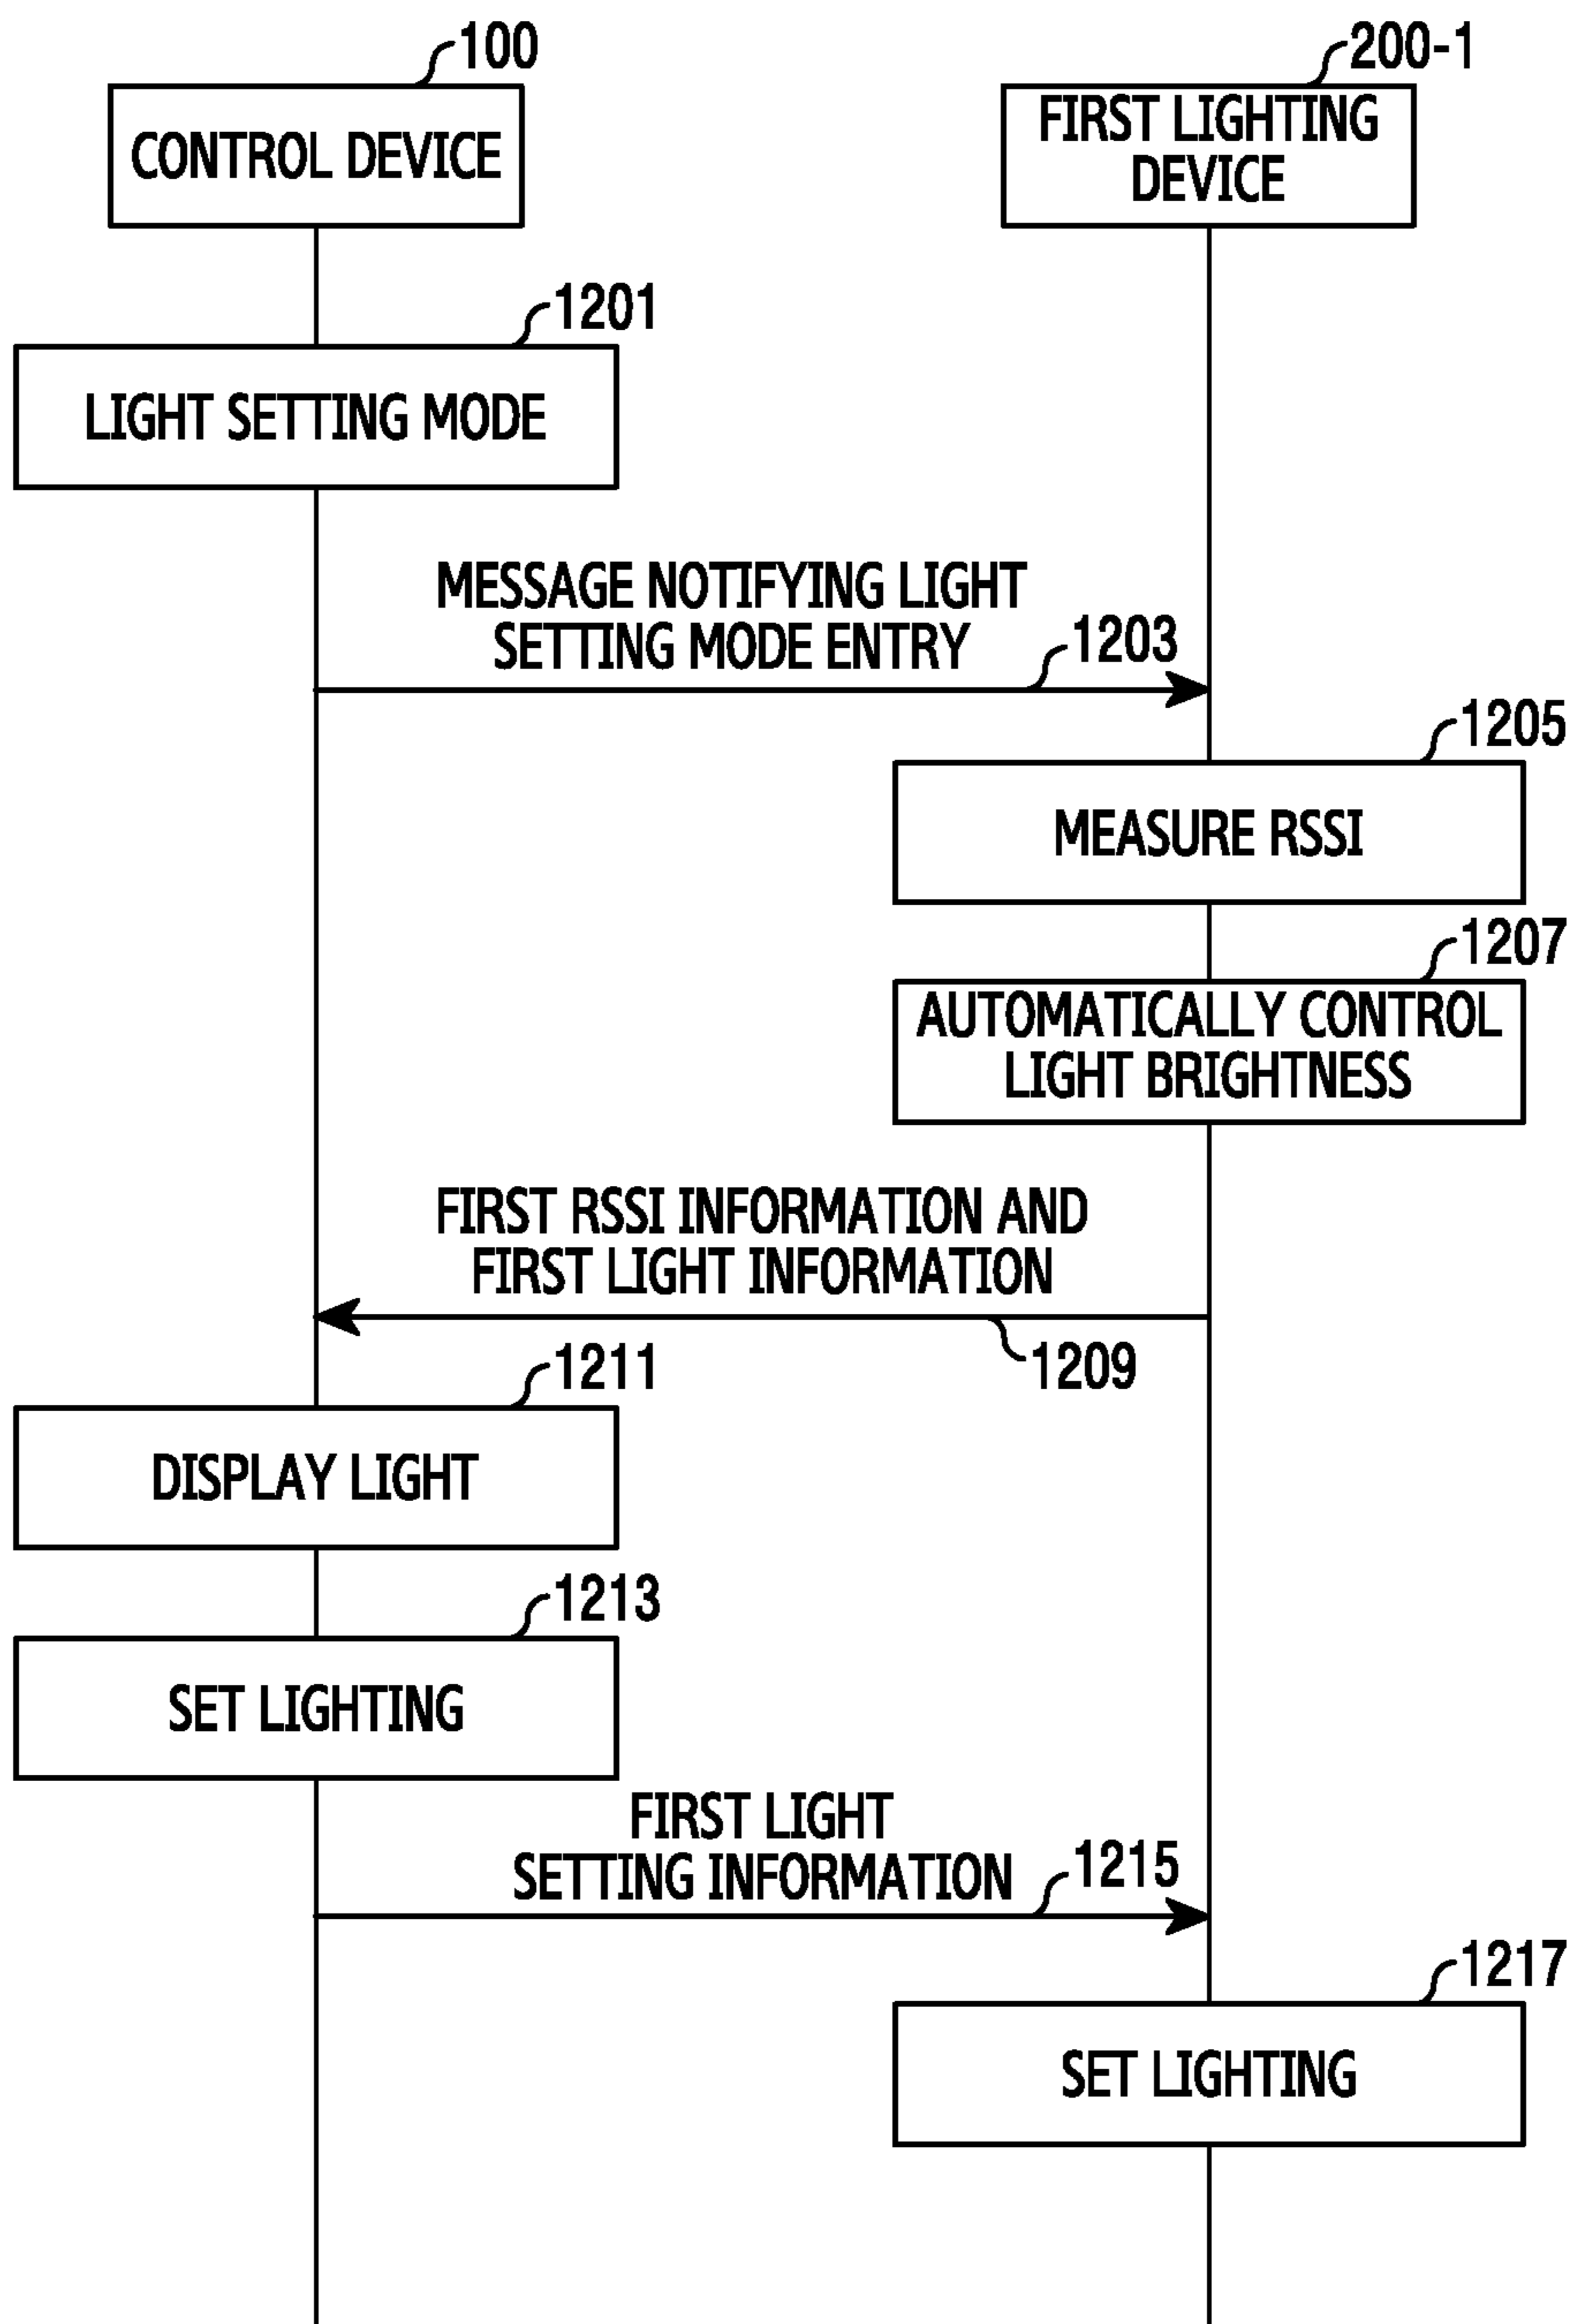 100
200-1
CONTROL DEVICE
FIRST LIGHTING
DEVICE
1201
LIGHT SETTING MODE
MESSAGE NOTIFYING LIGHT
SETTING MODE ENTRY
1203
1205
MEASURE RSSI
1207
AUTOMATICALLY CONTROL
LIGHT BRIGHTNESS
FIRST RSSI INFORMATION AND
FIRST LIGHT INFORMATION
1209
1211
DISPLAY LIGHT
1213
SET LIGHTING
FIRST LIGHT
SETTING INFORMATION
1215
1217
SET LIGHTING